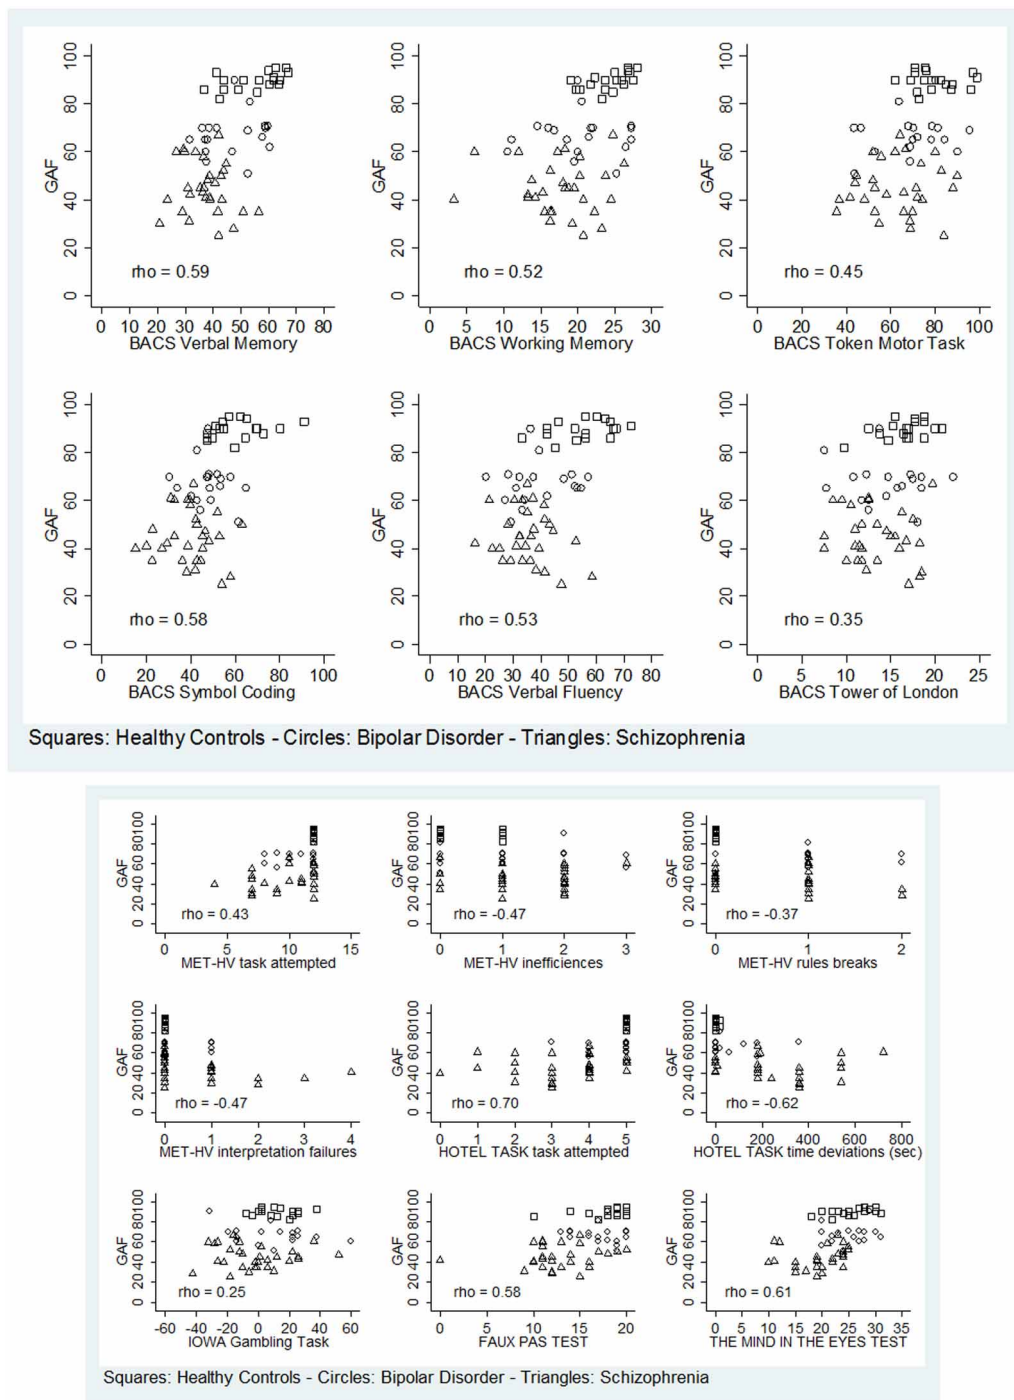 100
80
60
40
20
0
GAF
rho = 0.59
0 10 20 30 40 50 60 70 80
BACS Verbal Memory
100
80
60
40
20
0
GAF
rho = 0.52
0 5 10 15 20 25 30
BACS Working Memory
100
80
60
40
20
0
GAF
rho = 0.45
0 20 40 60 80 100
BACS Token Motor Task
100
80
60
40
20
0
GAF
rho = 0.58
0 20 40 60 80 100
BACS Symbol Coding
100
80
60
40
20
0
GAF
rho = 0.53
0 10 20 30 40 50 60 70 80
BACS Verbal Fluency
100
80
60
40
20
0
GAF
rho = 0.35
0 5 10 15 20 25
BACS Tower of London
Squares: Healthy Controls - Circles: Bipolar Disorder - Triangles: Schizophrenia
0 20 40 60 80100
GAF
rho = 0.43
0 5 10 15
MET-HV task attempted
0 20 40 60 80100
GAF
rho = -0.47
0 1 2 3
MET-HV inefficiences
0 20 40 60 80100
GAF
rho = -0.37
0 1 2
MET-HV rules breaks
0 20 40 60 80100
GAF
rho = -0.47
0 1 2 3 4
MET-HV interpretation failures
0 20 40 60 80100
GAF
rho = 0.70
0 1 2 3 4 5
HOTEL TASK task attempted
0 20 40 60 80100
GAF
rho = -0.62
0 200 400 600 800
HOTEL TASK time deviations (sec)
0 20 40 60 80100
GAF
rho = 0.25
-60 -40 -20 0 20 40 60
IOWA Gambling Task
0 20 40 60 80100
GAF
rho = 0.58
0 5 10 15 20
FAUX PAS TEST
0 20 40 60 80100
GAF
rho = 0.61
0 5 10 15 20 25 30 35
THE MIND IN THE EYES TEST
Squares: Healthy Controls - Circles: Bipolar Disorder - Triangles: Schizophrenia